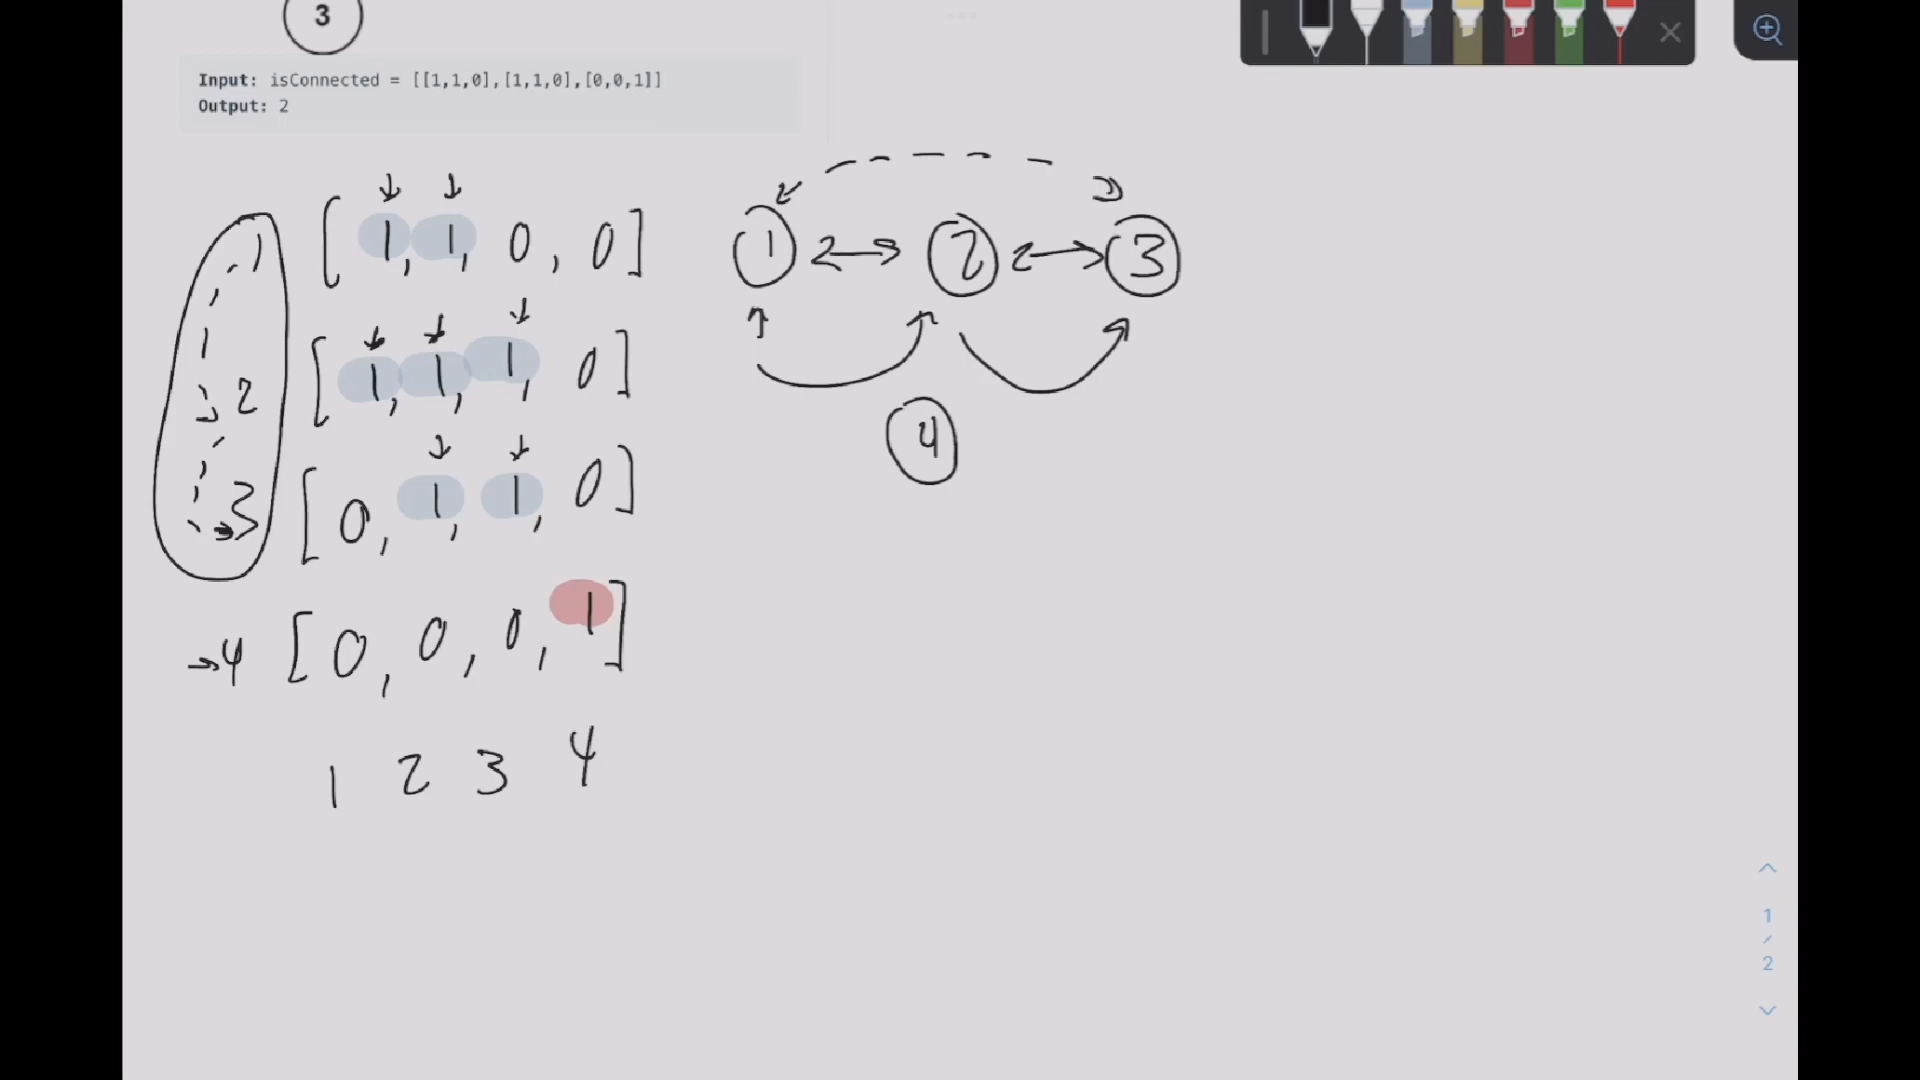 3
Input: isConnected = [[1,1,0],[1,1,0],[0,0,1]]
Output: 2
1 [1, 1, 0, 0]
2 [1, 1, 1, 0]
3 [0, 1, 1, 0]
4 [0, 0, 0, 1]
1 2 3 4
1 2 3
4
1
2